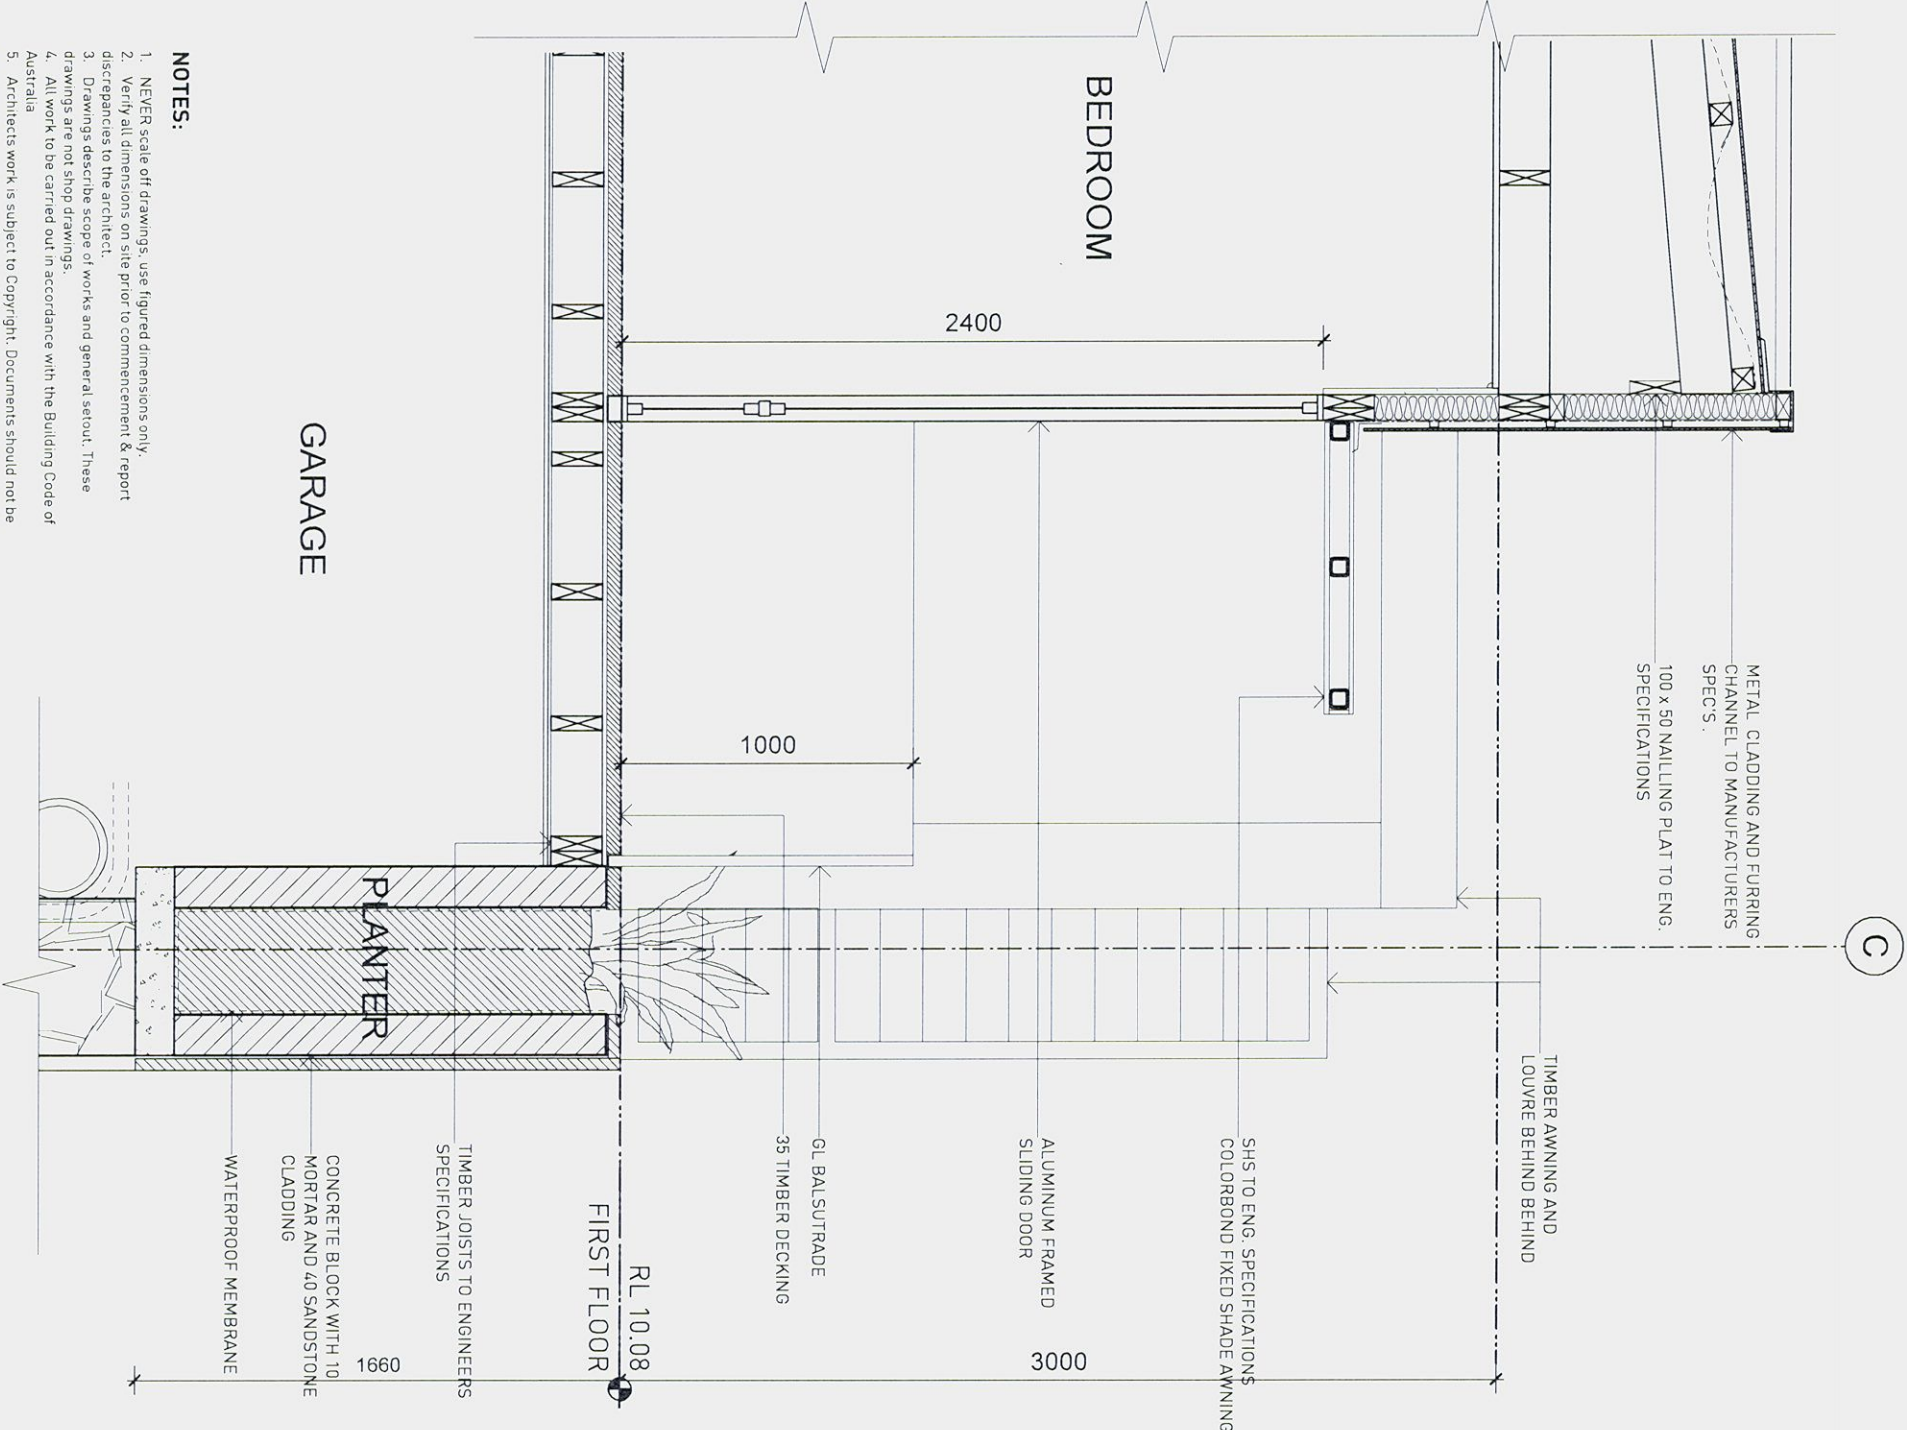 C
METAL CLADDING AND FURRING
CHANNEL TO MANUFACTURERS
SPEC'S.
100 x 50 NAILLING PLAT TO ENG.
SPECIFICATIONS
TIMBER AWNING AND
LOUVRE BEHIND BEHIND
BEDROOM
2400
SHS TO ENG. SPECIFICATIONS
COLORBOND FIXED SHADE AWNING
3000
ALUMINUM FRAMED
SLIDING DOOR
1000
GL BALSUTRADE
35 TIMBER DECKING
RL 10.08
FIRST FLOOR
GARAGE
TIMBER JOISTS TO ENGINEERS
SPECIFICATIONS
PLANTER
1660
CONCRETE BLOCK WITH 10
MORTAR AND 40 SANDSTONE
CLADDING
WATERPROOF MEMBRANE
NOTES:
1. NEVER scale off drawings, use figured dimensions only.
2. Verify all dimensions on site prior to commencement & report
discrepancies to the architect.
3. Drawings describe scope of works and general setout. These
drawings are not shop drawings.
4. All work to be carried out in accordance with the Building Code of
Australia
5. Architects work is subject to Copyright. Documents should not be